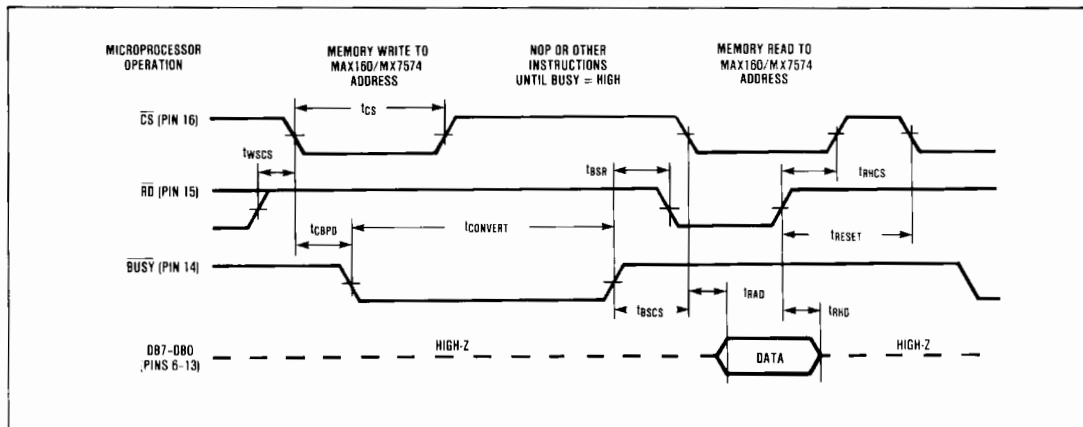 MICROPROCESSOR
OPERATION
MEMORY WRITE TO
MAX160/MX7574
ADDRESS
NOP OR OTHER
INSTRUCTIONS
UNTIL BUSY = HIGH
MEMORY READ TO
MAX160/MX7574
ADDRESS
tCS
CS (PIN 16)
tWSCS
tBSR
tRHCS
RD (PIN 15)
tCBPD
tCONVERT
tRESET
BUSY (PIN 14)
tBSCS
tRAD
tRHD
DB7-DB0
(PINS 6-13)
HIGH-Z
DATA
HIGH-Z